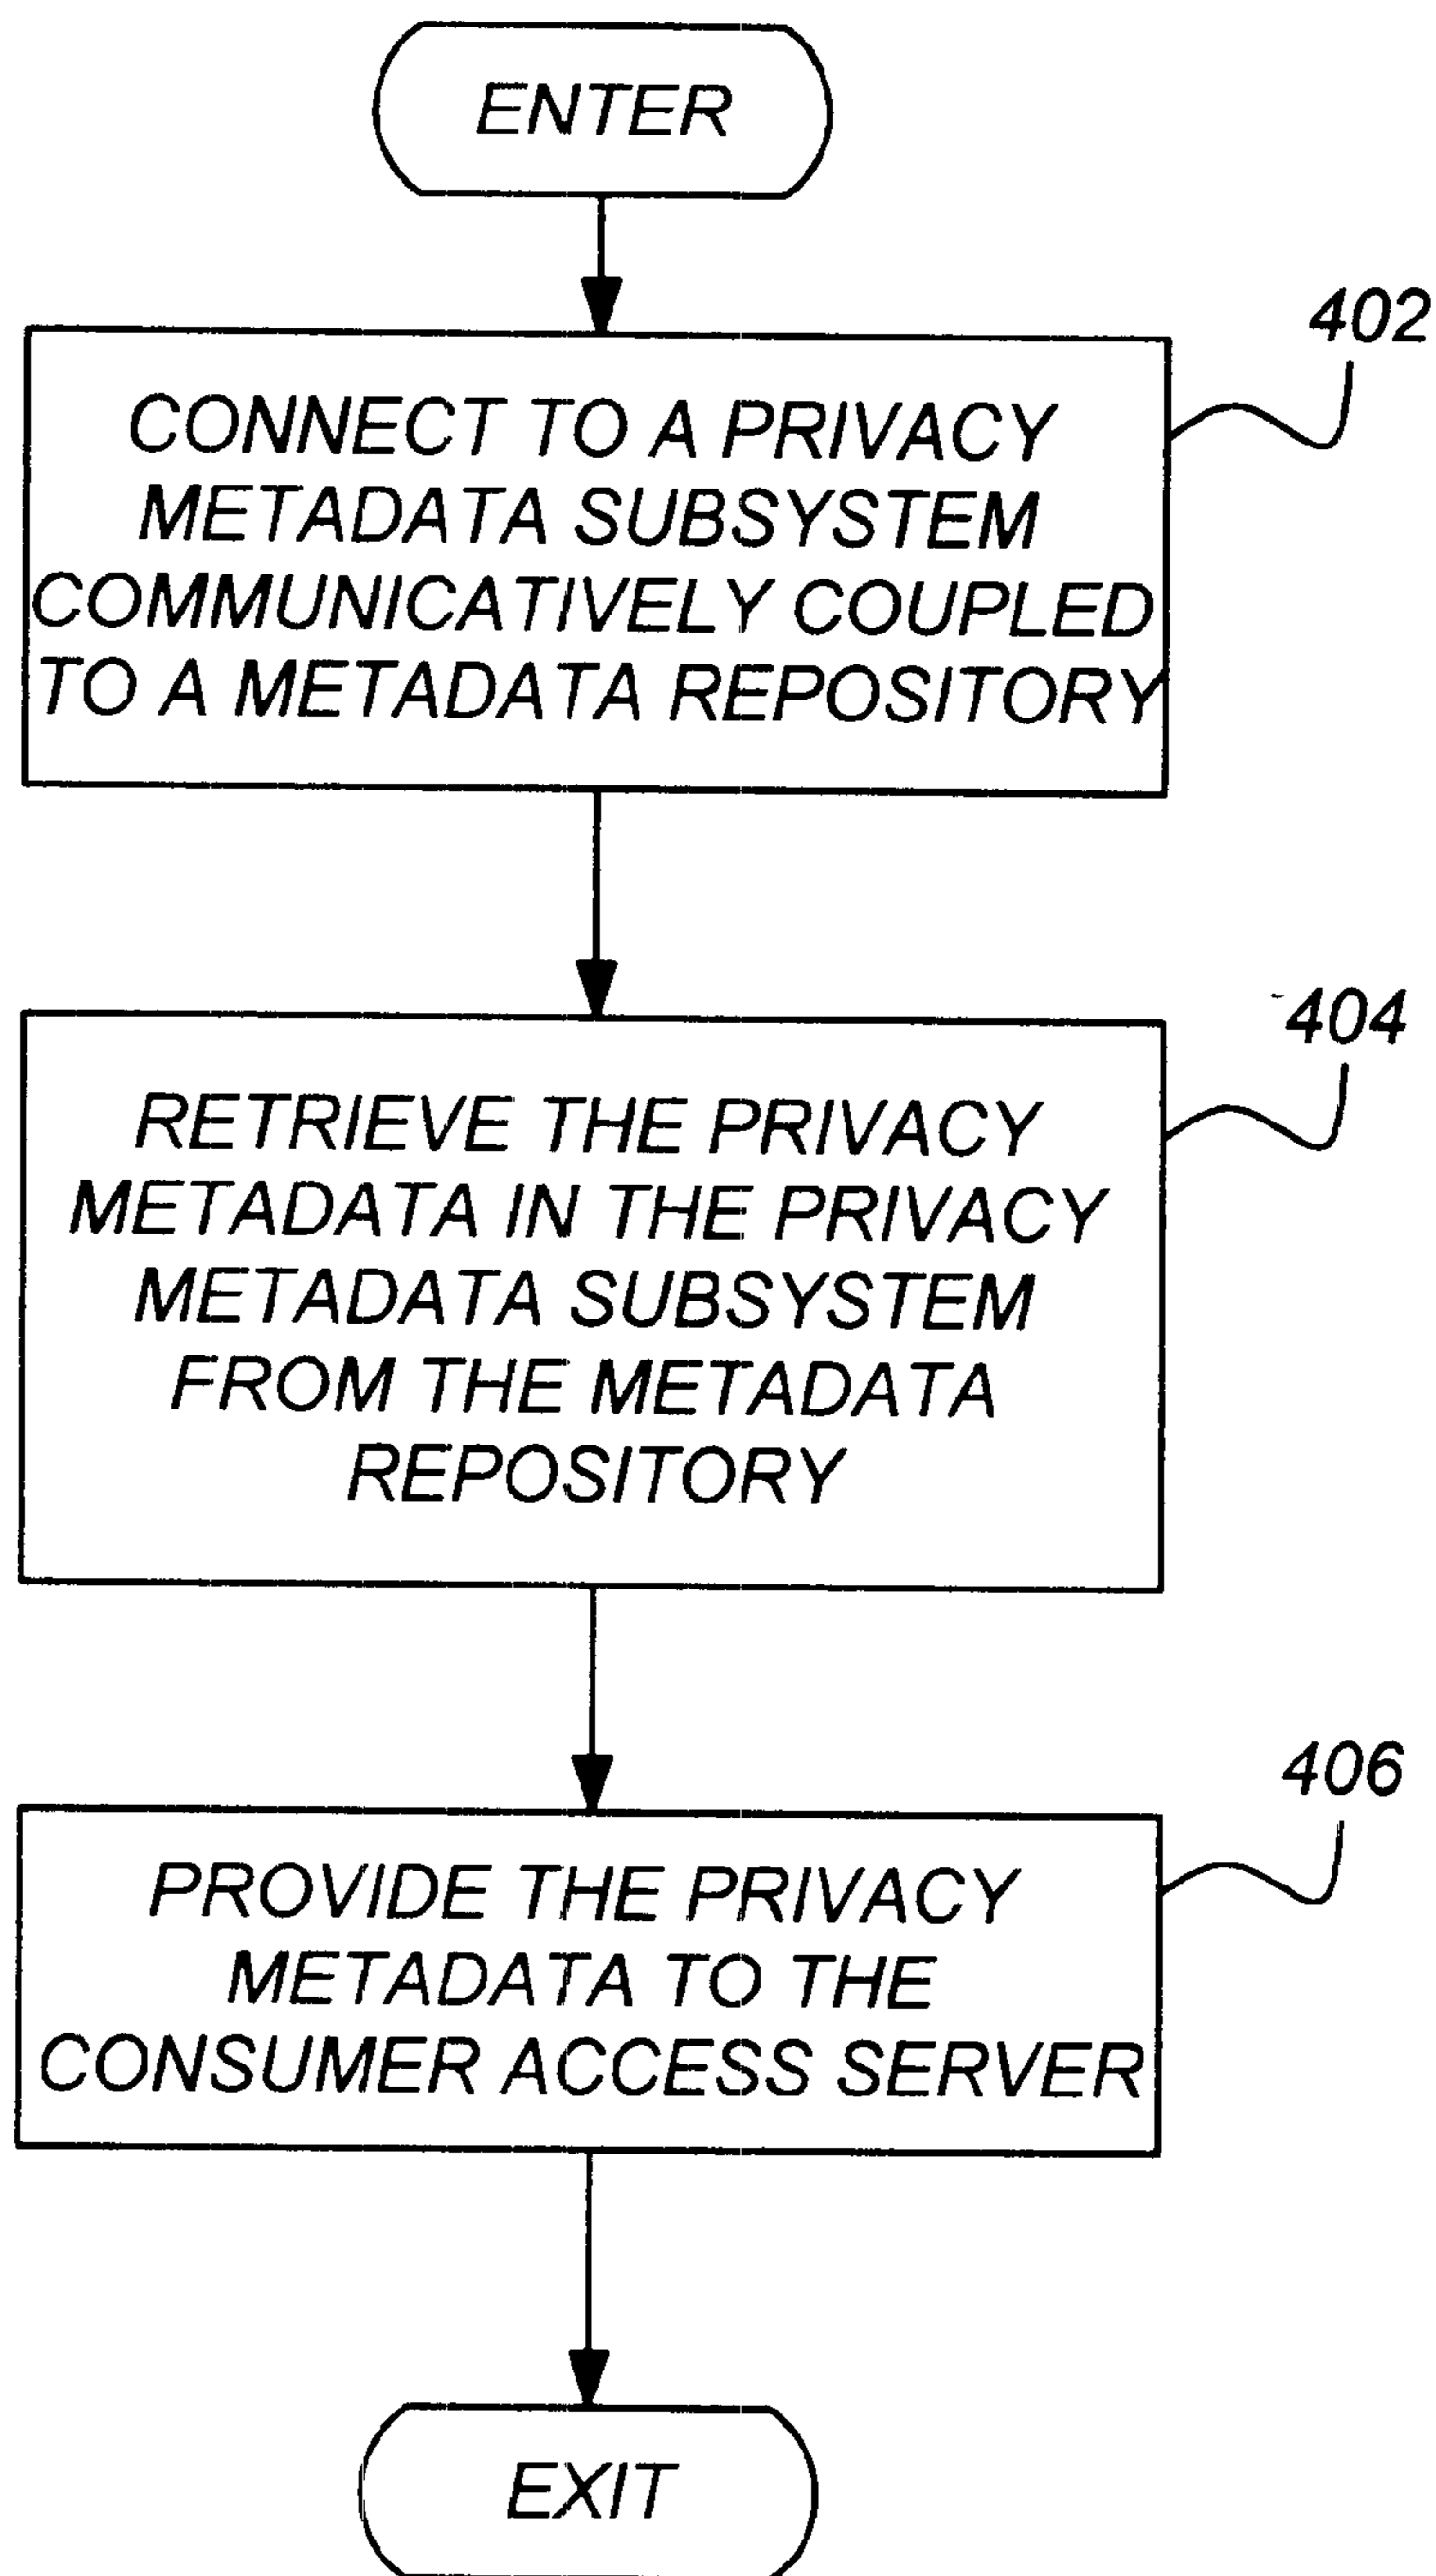 ENTER
402
CONNECT TO A PRIVACY
METADATA SUBSYSTEM
COMMUNICATIVELY COUPLED
TO A METADATA REPOSITORY
404
RETRIEVE THE PRIVACY
METADATA IN THE PRIVACY
METADATA SUBSYSTEM
FROM THE METADATA
REPOSITORY
406
PROVIDE THE PRIVACY
METADATA TO THE
CONSUMER ACCESS SERVER
EXIT